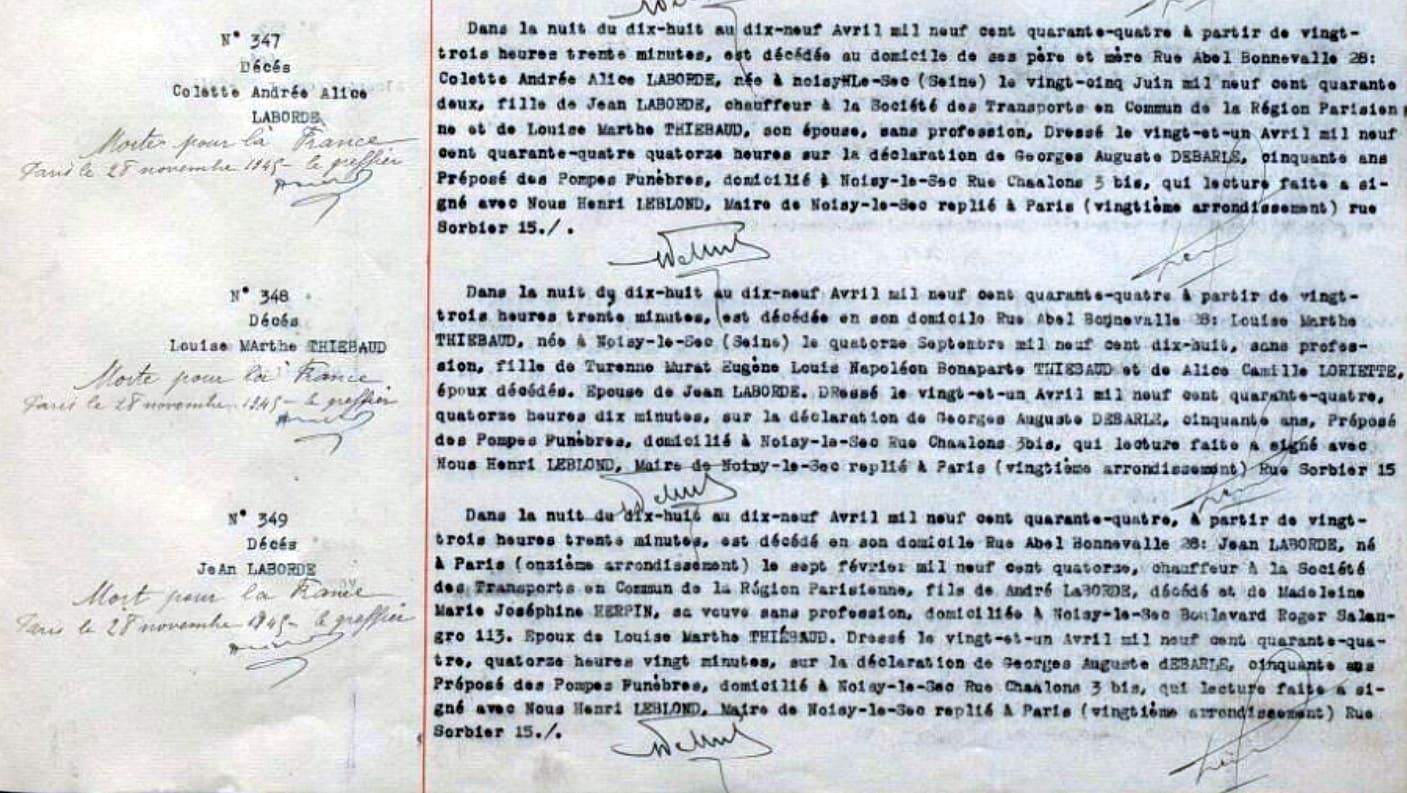 N° 347
Décés
Colette Andrée Alice
LABORDE
Morte pour la France
Paris le 28 novembre 1945 - le greffier
Dans la nuit du dix-huit au dix-neuf Avril mil neuf cent quarante-quatre à partir de vingt-
trois heures trente minutes, est décédée au domicile de ses père et mère Rue Abel Bonnevalle 28:
Colette Andrée Alice LABORDE, née à noisyHLe-Sec (Seine) le vingt-cinq Juin mil neuf cent quarante
deux, fille de Jean LABORDE, chauffeur à la Société des Transports en Commun de la Région Parisien
ne et de Louise Marthe THIEBAUD, son épouse, sans profession, Dressé le vingt-et-un Avril mil neuf
cent quarante-quatre quatorze heures sur la déclaration de Georges Auguste DEBARLE, cinquante ans
Préposé des Pompes Funèbres, domicilié à Noisy-le-Sec Rue Chaalons 3 bis, qui lecture faite a si-
gné avec Nous Henri LEBLOND, Maire de Noisy-le-Sec replié à Paris (vingtième arrondissement) rue
Sorbier 15./.
N° 348
Décés
Louise MArthe THIEBAUD
Morte pour la France
Paris le 28 novembre 1945 - le greffier
Dans la nuit du dix-huit au dix-neuf Avril mil neuf cent quarante-quatre à partir de vingt-
trois heures trente minutes, est décédée en son domicile Rue Abel Bonnevalle 28: Louise Marthe
THIEBAUD, née à Noisy-le-Sec (Seine) le quatorze Septembre mil neuf cent dix-huit, sans profes-
sion, fille de Turenne Murat Eugène Louis Napoléon Bonaparte THIEBAUD et de Alice Camille LORIETTE,
époux décédés. Epouse de Jean LABORDE. DRessé le vingt-et-un Avril mil neuf cent quarante-quatre,
quatorze heures dix minutes, sur la déclaration de Georges Auguste DEBARLE, cinquante ans, Préposé
des Pompes Funèbres, domicilié à Noisy-le-Sec Rue Chaalons 3bis, qui lecture faite a signé avec
Nous Henri LEBLOND, Maire de Noisy-le-Sec replié à Paris (vingtième arrondissement) Rue Sorbier 15
N° 349
Décés
JeAn LABORDE
Mort pour la France
Paris le 28 novembre 1945 - le greffier
Dans la nuit du dix-huit au dix-neuf Avril mil neuf cent quarante-quatre, à partir de vingt-
trois heures trente minutes, est décédé en son domicile Rue Abel Bonnevalle 28: Jean LABORDE, né
à Paris (onzième arrondissement) le sept février mil neuf cent quatorze, chauffeur à la Société
des Transports en Commun de la Région Parisienne, fils de André LABORDE, décédé et de Madeleine
Marie Joséphine HERPIN, sa veuve sans profession, domiciliée à Noisy-le-Sec Boulevard Roger Salan-
gro 113. Epoux de Louise Marthe THIÉBAUD. Dressé le vingt-et-un Avril mil neuf cent quarante-qua-
tre, quatorze heures vingt minutes, sur la déclaration de Georges Auguste dEBARLE, cinquante ans
Préposé des Pompes Funèbres, domicilié à Noisy-le-Sec Rue Chaalons 3 bis, qui lecture faite a si-
gné avec Nous Henri LEBLOND, Maire de Noisy-le-Sec replié à Paris (vingtième arrondissement) Rue
Sorbier 15./.